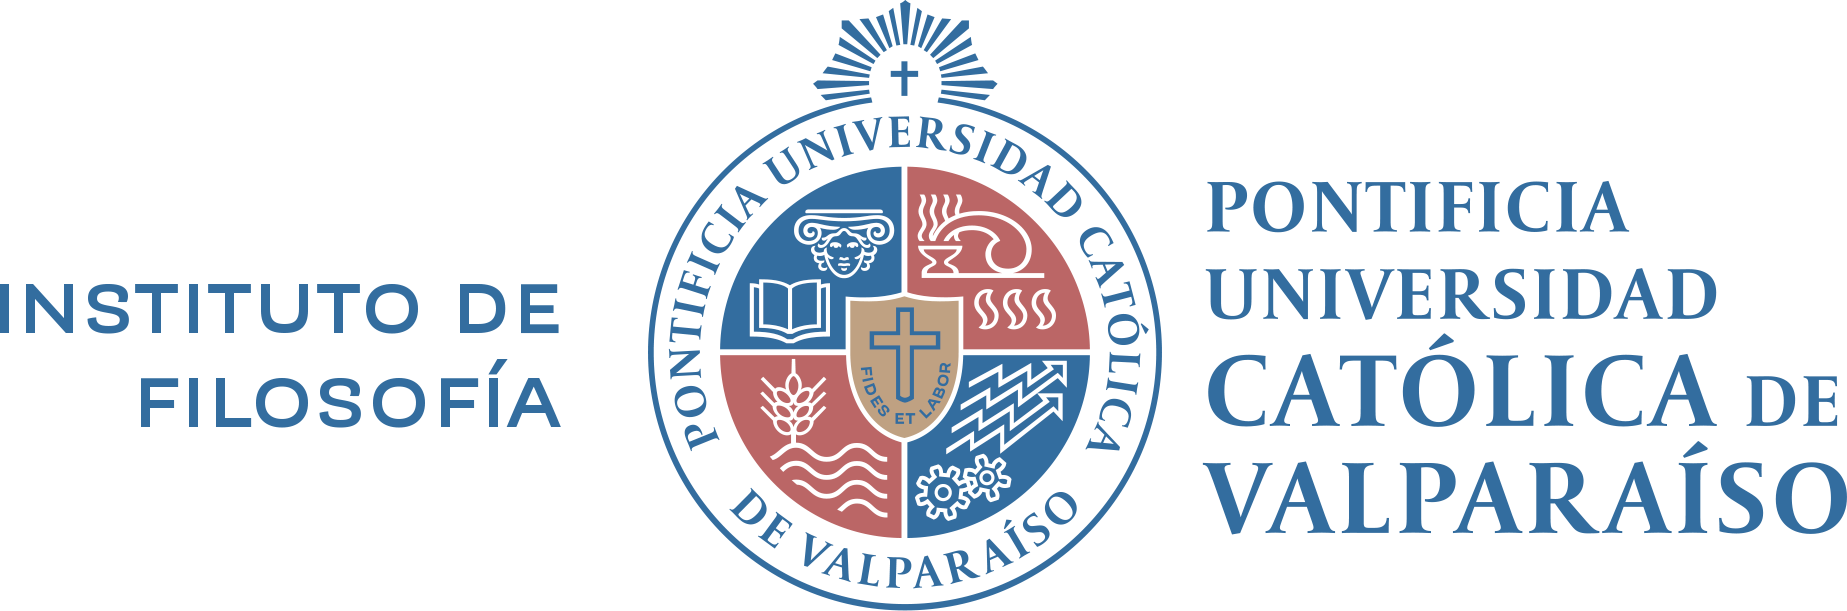 INSTITUTO DE
FILOSOFÍA
PONTIFICIA UNIVERSIDAD CATÓLICA
DE VALPARAÍSO
FIDES ET LABOR
PONTIFICIA
UNIVERSIDAD
CATÓLICA DE
VALPARAÍSO